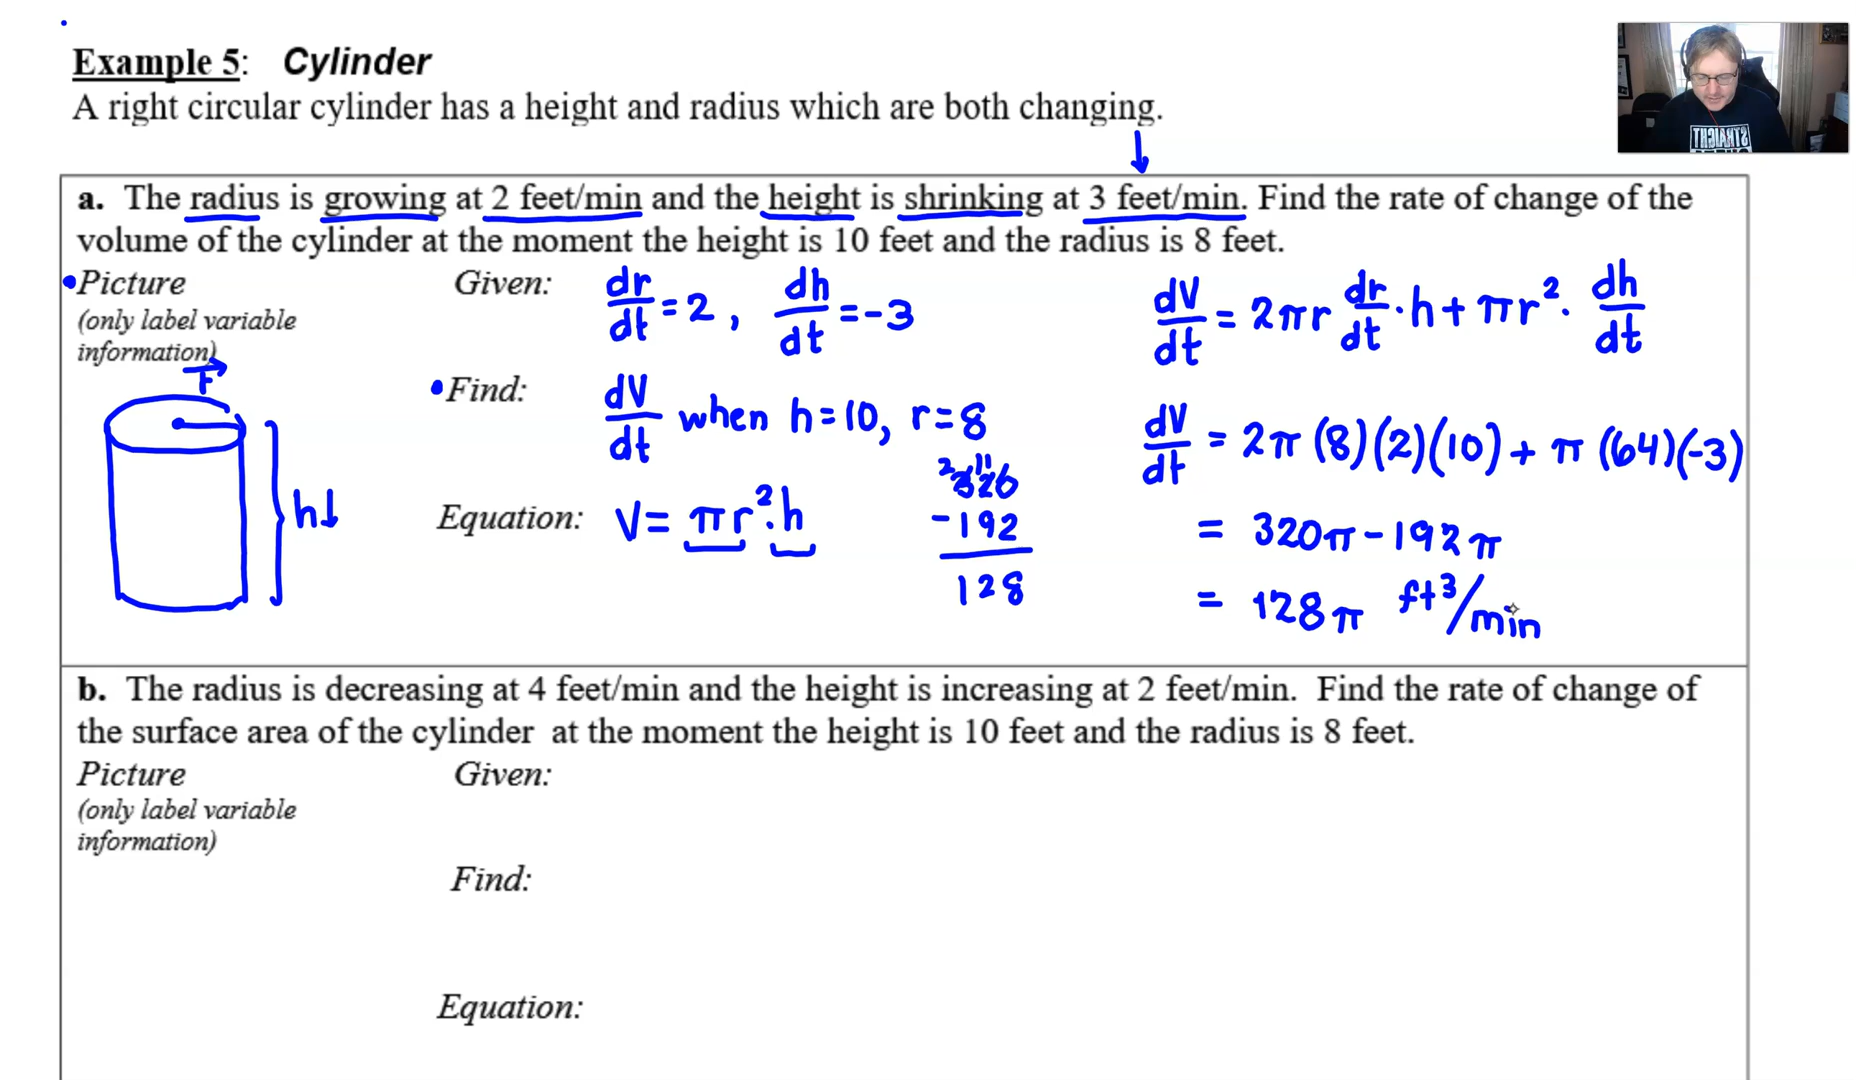 Example 5: Cylinder
A right circular cylinder has a height and radius which are both changing.
a. The radius is growing at 2 feet/min and the height is shrinking at 3 feet/min. Find the rate of change of the
volume of the cylinder at the moment the height is 10 feet and the radius is 8 feet.
Picture
(only label variable
information)
r
h↓
Given: dr/dt = 2, dh/dt = -3
Find: dV/dt when h = 10, r = 8
Equation: V = πr²·h
- 192
128
dV/dt = 2πr dr/dt · h + πr² · dh/dt
dV/dt = 2π(8)(2)(10) + π(64)(-3)
= 320π - 192π
= 128π ft³/min
b. The radius is decreasing at 4 feet/min and the height is increasing at 2 feet/min. Find the rate of change of
the surface area of the cylinder at the moment the height is 10 feet and the radius is 8 feet.
Picture
(only label variable
information)
Given:
Find:
Equation: